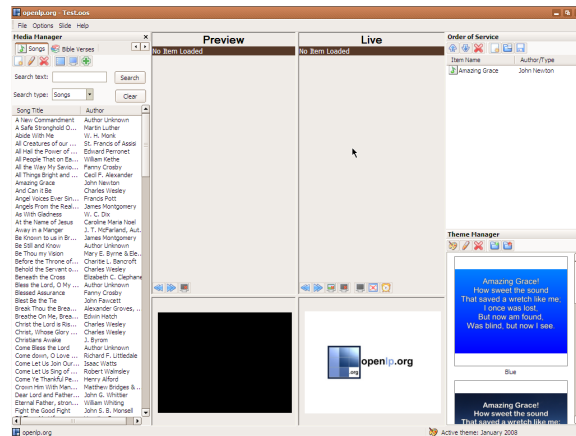 openlp.org - Test.oos
File Options Slide Help
Media Manager
Songs Bible Verses
Search text: Search
Search type: Songs Clear
Song Title Author
A New Commandment Author Unknown
A Safe Stronghold O... Martin Luther
Abide With Me W. H. Monk
All Creatures of our ... St. Francis of Assisi
All Hail the Power of ... Edward Perronet
All People That on Ea... William Kethe
All the Way My Savio... Fanny Crosby
All Things Bright and ... Cecil F. Alexander
Amazing Grace John Newton
And Can it Be Charles Wesley
Angel Voices Ever Sin... Francis Pott
Angels From the Real... James Montgomery
As With Gladness W. C. Dix
At the Name of Jesus Caroline Maria Noel
Away in a Manger J. T. McFarland, Aut...
Be Known to us in Br... James Montgomery
Be Still and Know Author Unknown
Be Thou my Vision Mary E. Byrne & Ele...
Before the Throne of... Charitie L. Bancroft
Behold the Servant o... Charles Wesley
Beneath the Cross Elizabeth C. Clephane
Bless the Lord, O My ... Author Unknown
Blessed Assurance Fanny Crosby
Blest Be the Tie John Fawcett
Break Thou the Brea... Alexander Groves, ...
Breathe On Me, Brea... Edwin Hatch
Christ the Lord is Ris... Charles Wesley
Christ, Whose Glory ... Charles Wesley
Christians Awake J. Byrom
Come Bless the Lord Author Unknown
Come down, O Love ... Richard F. Littledale
Come Let Us Join Our... Isaac Watts
Come Let Us Sing of ... Robert Walmsley
Come Ye Thankful Pe... Henry Alford
Crown Him With Man... Matthew Bridges & ...
Dear Lord and Father... John G. Whittier
Eternal Father, stron... William Whiting
Fight the Good Fight John S. B. Monsell
openlp.org
Preview
No Item Loaded
Live
No Item Loaded
openlp.org
.org
Order of Service
Item Name Author/Type
Amazing Grace John Newton
Theme Manager
Amazing Grace!
How sweet the sound
That saved a wretch like me;
I once was lost,
But now am found,
Was blind, but now I see.
Blue
Amazing Grace!
How sweet the sound
That saved a wretch like me;
Active theme: January 2008